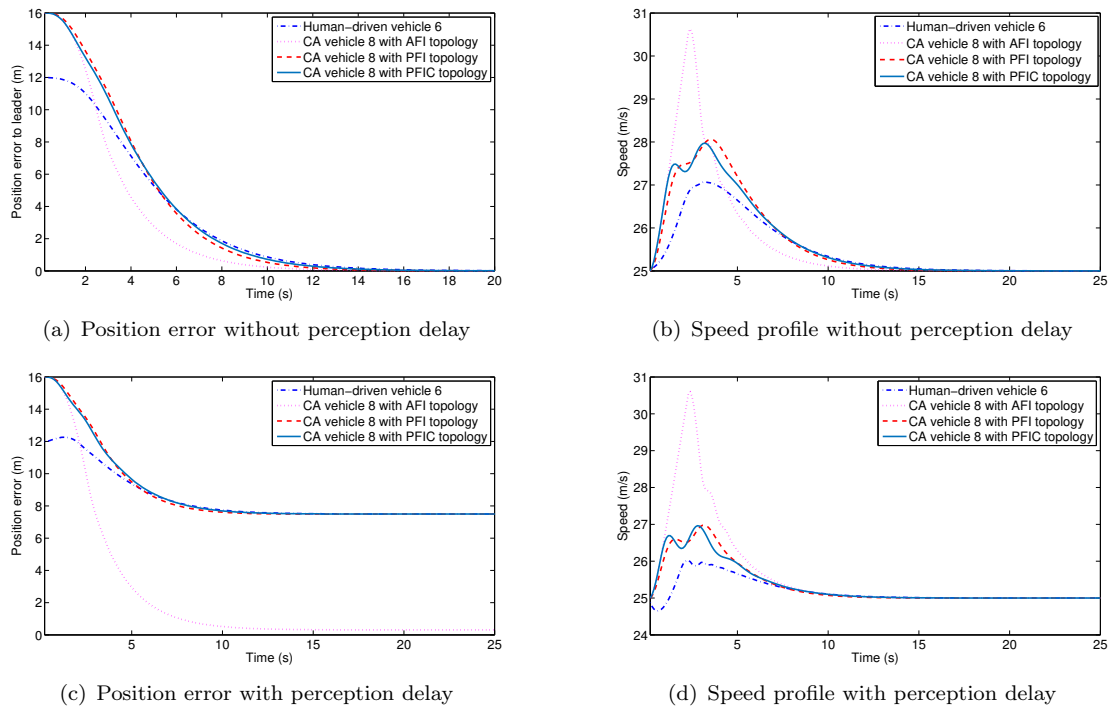 Human-driven vehicle 6
CA vehicle 8 with AFI topology
CA vehicle 8 with PFI topology
CA vehicle 8 with PFIC topology
Position error to leader (m)
16
14
12
10
8
6
4
2
0
2 4 6 8 10 12 14 16 18 20
Time (s)
(a) Position error without perception delay
Human-driven vehicle 6
CA vehicle 8 with AFI topology
CA vehicle 8 with PFI topology
CA vehicle 8 with PFIC topology
Speed (m/s)
31
30
29
28
27
26
25
5 10 15 20 25
Time (s)
(b) Speed profile without perception delay
Human-driven vehicle 6
CA vehicle 8 with AFI topology
CA vehicle 8 with PFI topology
CA vehicle 8 with PFIC topology
Position error (m)
16
14
12
10
8
6
4
2
0
5 10 15 20 25
Time (s)
(c) Position error with perception delay
Human-driven vehicle 6
CA vehicle 8 with AFI topology
CA vehicle 8 with PFI topology
CA vehicle 8 with PFIC topology
Speed (m/s)
31
30
29
28
27
26
25
24
5 10 15 20 25
Time (s)
(d) Speed profile with perception delay